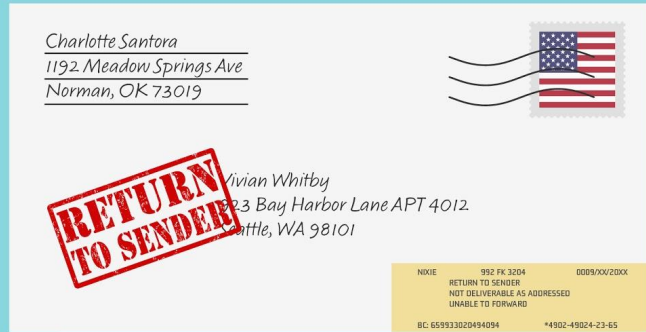 Charlotte Santora
1192 Meadow Springs Ave
Norman, OK 73019
RETURN
TO SENDER
Vivian Whitby
923 Bay Harbor Lane APT 4012
Seattle, WA 98101
NIXIE 992 FK 3204 0009/XX/20XX
RETURN TO SENDER
NOT DELIVERABLE AS ADDRESSED
UNABLE TO FORWARD
BC: 659933020494094 *4902-49024-23-65